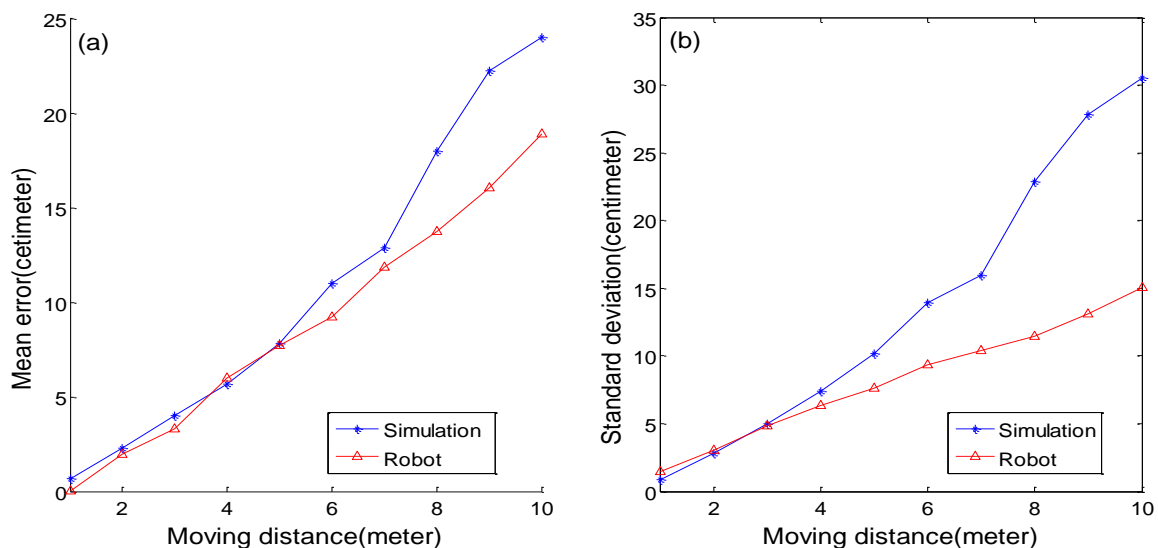 (a)
25
20
15
10
5
0
Mean error(cetimeter)
2 4 6 8 10
Moving distance(meter)
Simulation
Robot
(b)
35
30
25
20
15
10
5
0
Standard deviation(centimeter)
2 4 6 8 10
Moving distance(meter)
Simulation
Robot